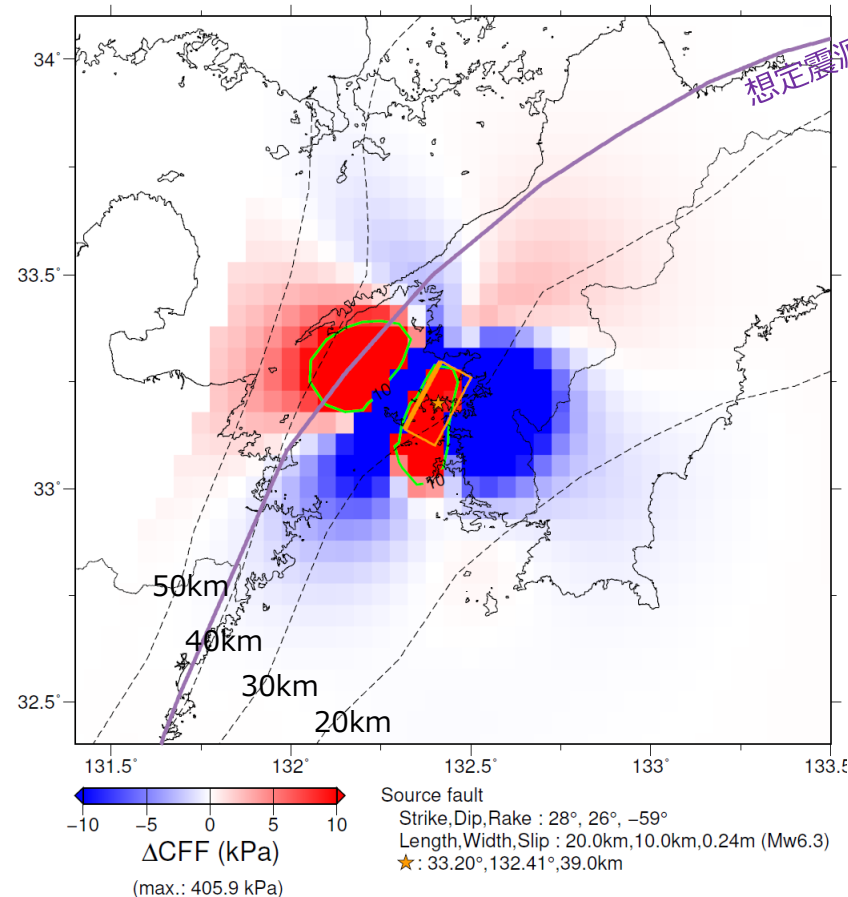 34°
想定震源
33.5°
10
10
33°
50km
40km
30km
32.5°
20km
131.5° 132° 132.5° 133° 133.5
−10 −5 0 5 10
ΔCFF (kPa)
(max.: 405.9 kPa)
Source fault
Strike,Dip,Rake : 28°, 26°, −59°
Length,Width,Slip : 20.0km,10.0km,0.24m (Mw6.3)
: 33.20°,132.41°,39.0km